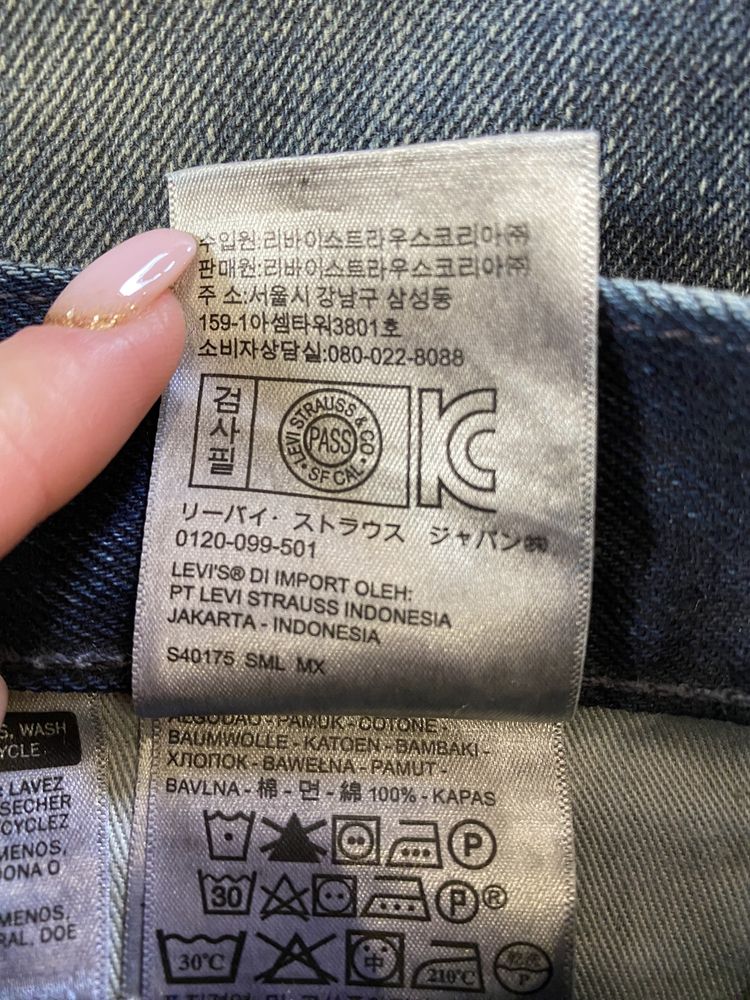 수입원:리바이스트라우스코리아㈜
판매원:리바이스트라우스코리아㈜
주 소:서울시 강남구 삼성동
159-1아셈타워3801호
소비자상담실:080-022-8088
검사필
LEVI STRAUSS & CO
PASS
SF CAL
リーバイ・ストラウス ジャパン㈱
0120-099-501
LEVI'S® DI IMPORT OLEH:
PT LEVI STRAUSS INDONESIA
JAKARTA - INDONESIA
S40175 SML MX
S, WASH
YCLE
LAVEZ
SECHER
CYCLEZ
MENOS,
DONA O
MENOS,
RAL, DOE
ALGODÃO - PAMUK - COTONE -
BAUMWOLLE - KATOEN - BAMBAKI -
ХЛОПОК - BAWEŁNA - PAMUT -
BAVLNA - 棉 - 면 - 綿 100% - KAPAS
P
30 P®
30°C 中 210°C P